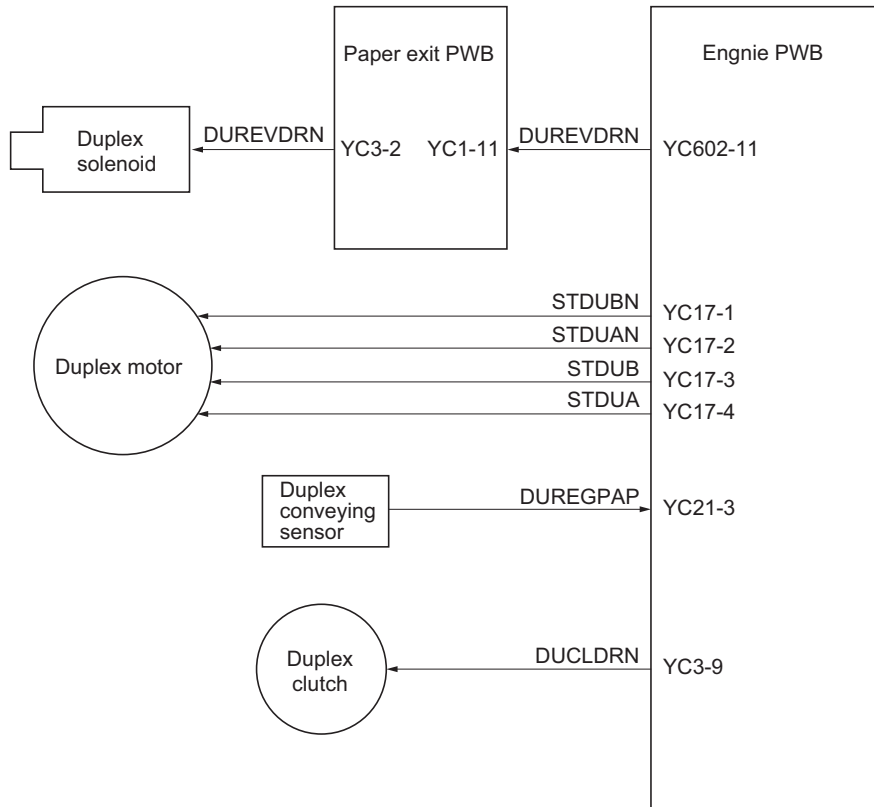 Paper exit PWB
Engnie PWB
Duplex
solenoid
DUREVDRN
YC3-2
YC1-11
DUREVDRN
YC602-11
Duplex motor
STDUBN
YC17-1
STDUAN
YC17-2
STDUB
YC17-3
STDUA
YC17-4
Duplex
conveying
sensor
DUREGPAP
YC21-3
Duplex
clutch
DUCLDRN
YC3-9